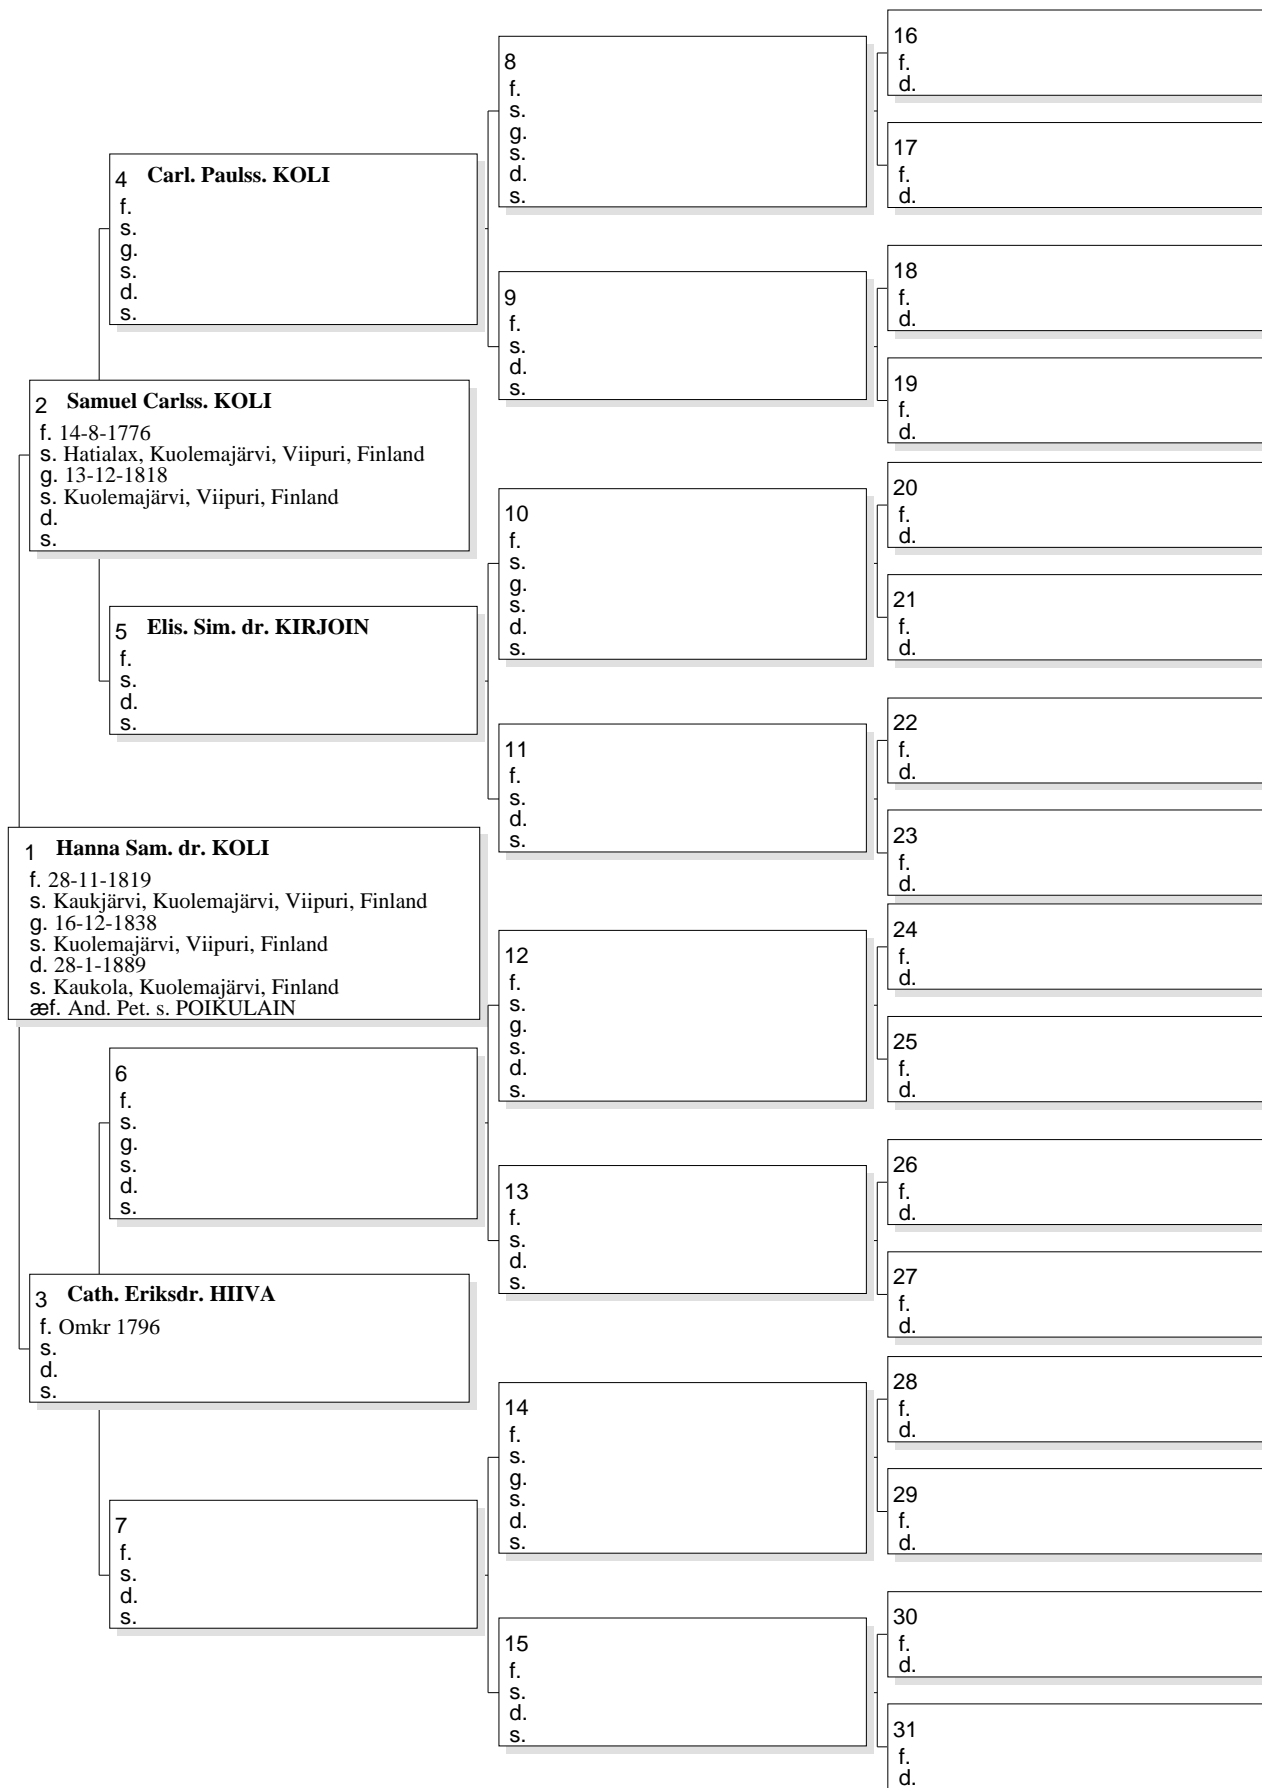 16
f.
d.
8
f.
s.
g.
s.
d.
s.
17
f.
d.
4 Carl. Paulss. KOLI
f.
s.
g.
s.
d.
s.
18
f.
d.
9
f.
s.
d.
s.
19
f.
d.
2 Samuel Carlss. KOLI
f. 14-8-1776
s. Hatialax, Kuolemajärvi, Viipuri, Finland
g. 13-12-1818
s. Kuolemajärvi, Viipuri, Finland
d.
s.
20
f.
d.
10
f.
s.
g.
s.
d.
s.
21
f.
d.
5 Elis. Sim. dr. KIRJOIN
f.
s.
d.
s.
22
f.
d.
11
f.
s.
d.
s.
23
f.
d.
1 Hanna Sam. dr. KOLI
f. 28-11-1819
s. Kaukjärvi, Kuolemajärvi, Viipuri, Finland
g. 16-12-1838
s. Kuolemajärvi, Viipuri, Finland
d. 28-1-1889
s. Kaukola, Kuolemajärvi, Finland
æf. And. Pet. s. POIKULAIN
24
f.
d.
12
f.
s.
g.
s.
d.
s.
25
f.
d.
6
f.
s.
g.
s.
d.
s.
26
f.
d.
13
f.
s.
d.
s.
27
f.
d.
3 Cath. Eriksdr. HIIVA
f. Omkr 1796
s.
d.
s.
28
f.
d.
14
f.
s.
g.
s.
d.
s.
29
f.
d.
7
f.
s.
d.
s.
30
f.
d.
15
f.
s.
d.
s.
31
f.
d.